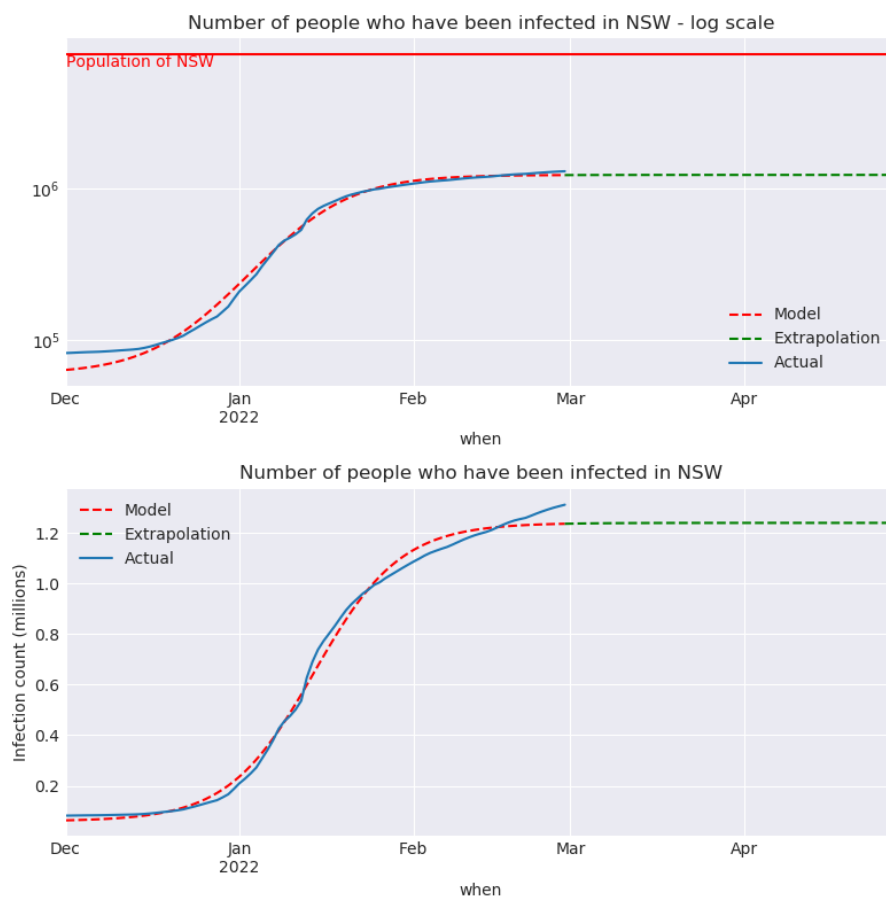 Number of people who have been infected in NSW - log scale
Population of NSW
10⁶
10⁵
Model
Extrapolation
Actual
Dec Jan Feb Mar Apr
2022
when
Number of people who have been infected in NSW
Model
Extrapolation
Actual
Infection count (millions)
1.2
1.0
0.8
0.6
0.4
0.2
Dec Jan Feb Mar Apr
2022
when